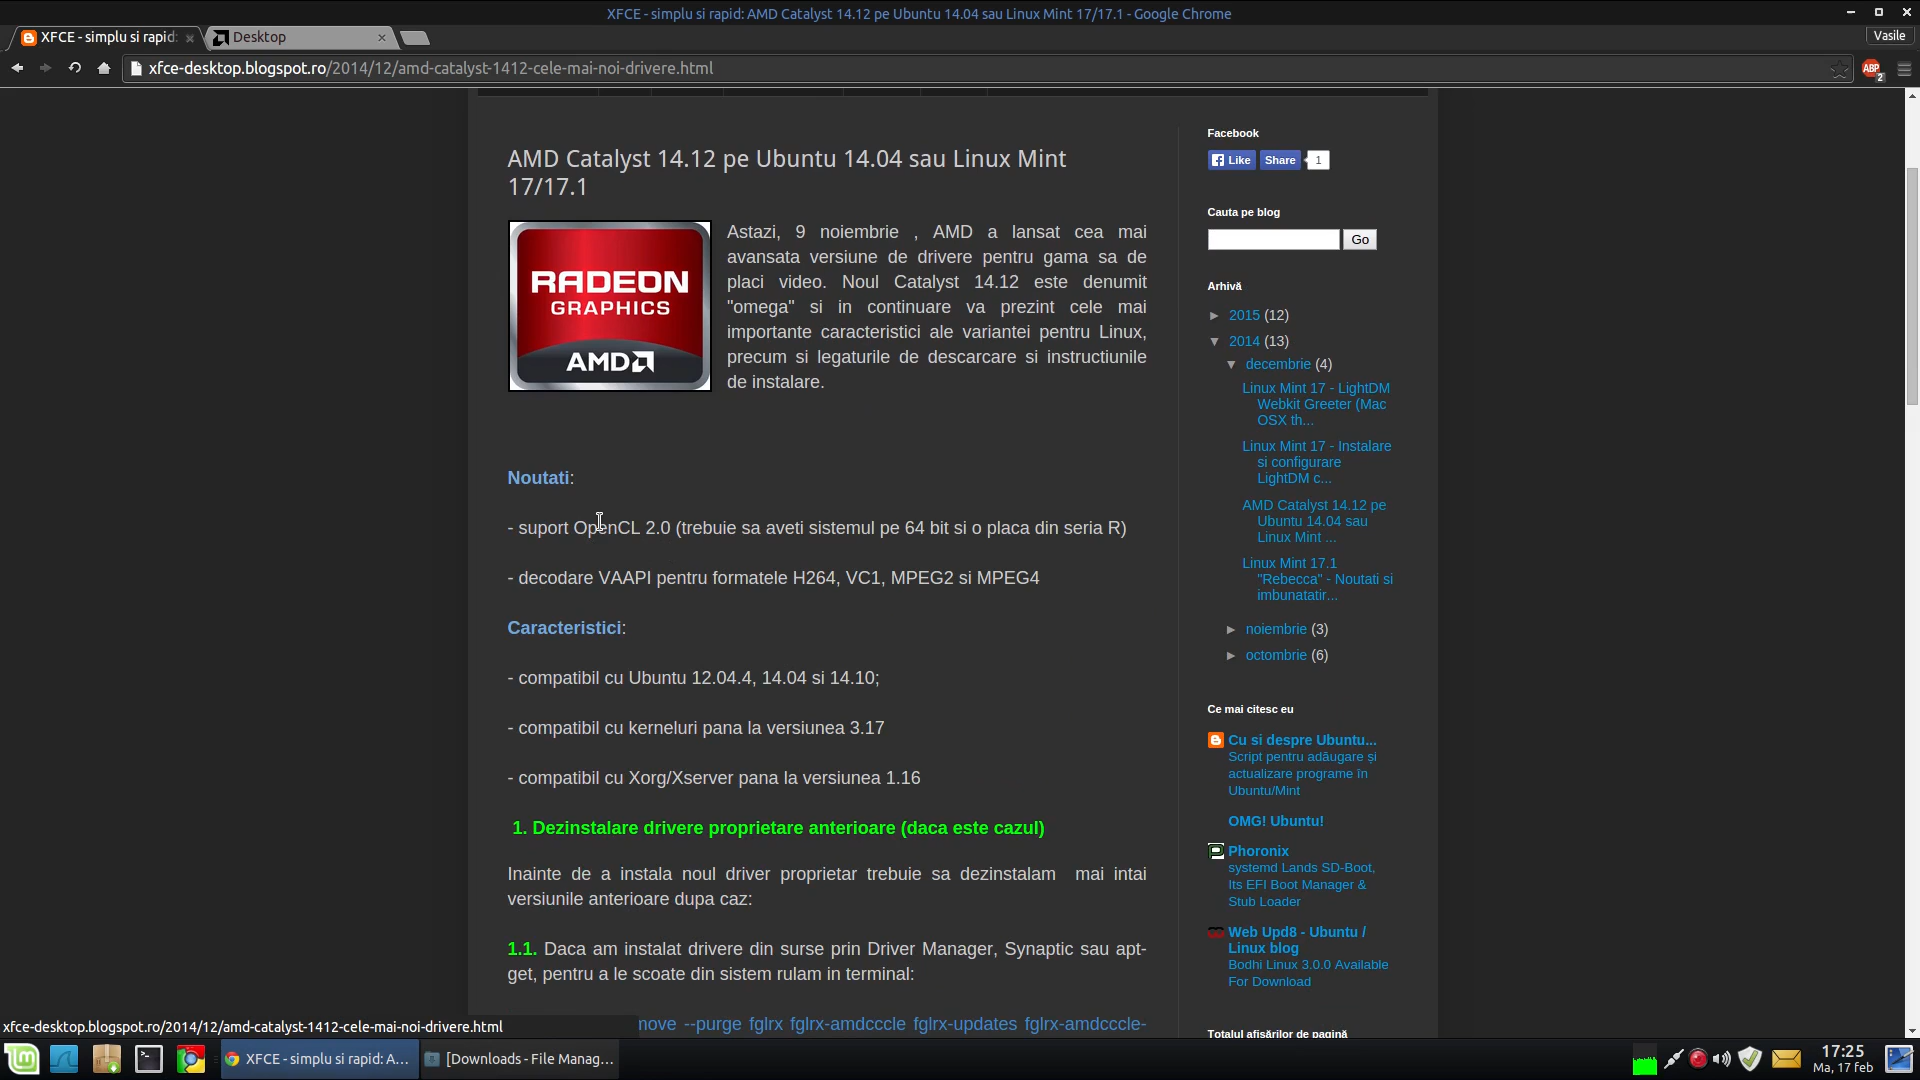 XFCE - simplu si rapid: AMD Catalyst 14.12 pe Ubuntu 14.04 sau Linux Mint 17/17.1 - Google Chrome
XFCE - simplu si rapid:
Desktop
Vasile
xfce-desktop.blogspot.ro/2014/12/amd-catalyst-1412-cele-mai-noi-drivere.html
ABP
2
AMD Catalyst 14.12 pe Ubuntu 14.04 sau Linux Mint
17/17.1
RADEON
GRAPHICS
AMD
Astazi, 9 noiembrie , AMD a lansat cea mai
avansata versiune de drivere pentru gama sa de
placi video. Noul Catalyst 14.12 este denumit
"omega" si in continuare va prezint cele mai
importante caracteristici ale variantei pentru Linux,
precum si legaturile de descarcare si instructiunile
de instalare.
Noutati:
- suport OpenCL 2.0 (trebuie sa aveti sistemul pe 64 bit si o placa din seria R)
- decodare VAAPI pentru formatele H264, VC1, MPEG2 si MPEG4
Caracteristici:
- compatibil cu Ubuntu 12.04.4, 14.04 si 14.10;
- compatibil cu kerneluri pana la versiunea 3.17
- compatibil cu Xorg/Xserver pana la versiunea 1.16
1. Dezinstalare drivere proprietare anterioare (daca este cazul)
Inainte de a instala noul driver proprietar trebuie sa dezinstalam mai intai
versiunile anterioare dupa caz:
1.1. Daca am instalat drivere din surse prin Driver Manager, Synaptic sau apt-
get, pentru a le scoate din sistem rulam in terminal:
move --purge fglrx fglrx-amdcccle fglrx-updates fglrx-amdcccle-
Facebook
Like
Share
1
Cauta pe blog
Go
Arhivă
► 2015 (12)
▼ 2014 (13)
▼ decembrie (4)
Linux Mint 17 - LightDM
Webkit Greeter (Mac
OSX th...
Linux Mint 17 - Instalare
si configurare
LightDM c...
AMD Catalyst 14.12 pe
Ubuntu 14.04 sau
Linux Mint ...
Linux Mint 17.1
"Rebecca" - Noutati si
imbunatatir...
► noiembrie (3)
► octombrie (6)
Ce mai citesc eu
Cu si despre Ubuntu...
Script pentru adăugare și
actualizare programe în
Ubuntu/Mint
OMG! Ubuntu!
Phoronix
systemd Lands SD-Boot,
Its EFI Boot Manager &
Stub Loader
Web Upd8 - Ubuntu /
Linux blog
Bodhi Linux 3.0.0 Available
For Download
Totalul afișărilor de pagină
xfce-desktop.blogspot.ro/2014/12/amd-catalyst-1412-cele-mai-noi-drivere.html
XFCE - simplu si rapid: A...
[Downloads - File Manag...
17:25
Ma, 17 feb